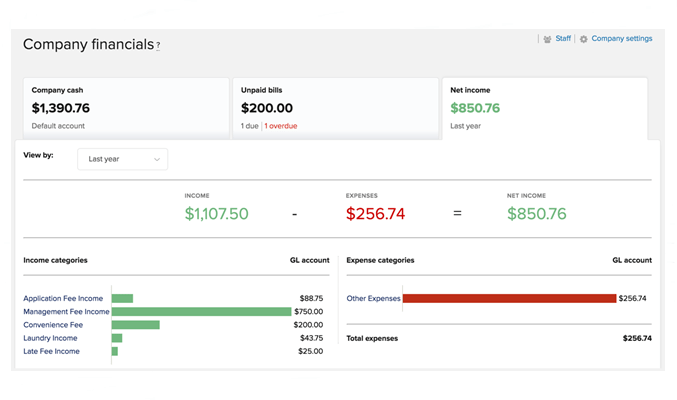 Company financials ?
Staff
Company settings
Company cash
$1,390.76
Default account
Unpaid bills
$200.00
1 due | 1 overdue
Net income
$850.76
Last year
View by:
Last year
INCOME
$1,107.50
-
EXPENSES
$256.74
=
NET INCOME
$850.76
Income categories GL account
Application Fee Income $88.75
Management Fee Income $750.00
Convenience Fee $200.00
Laundry Income $43.75
Late Fee Income $25.00
Expense categories GL account
Other Expenses $256.74
Total expenses $256.74